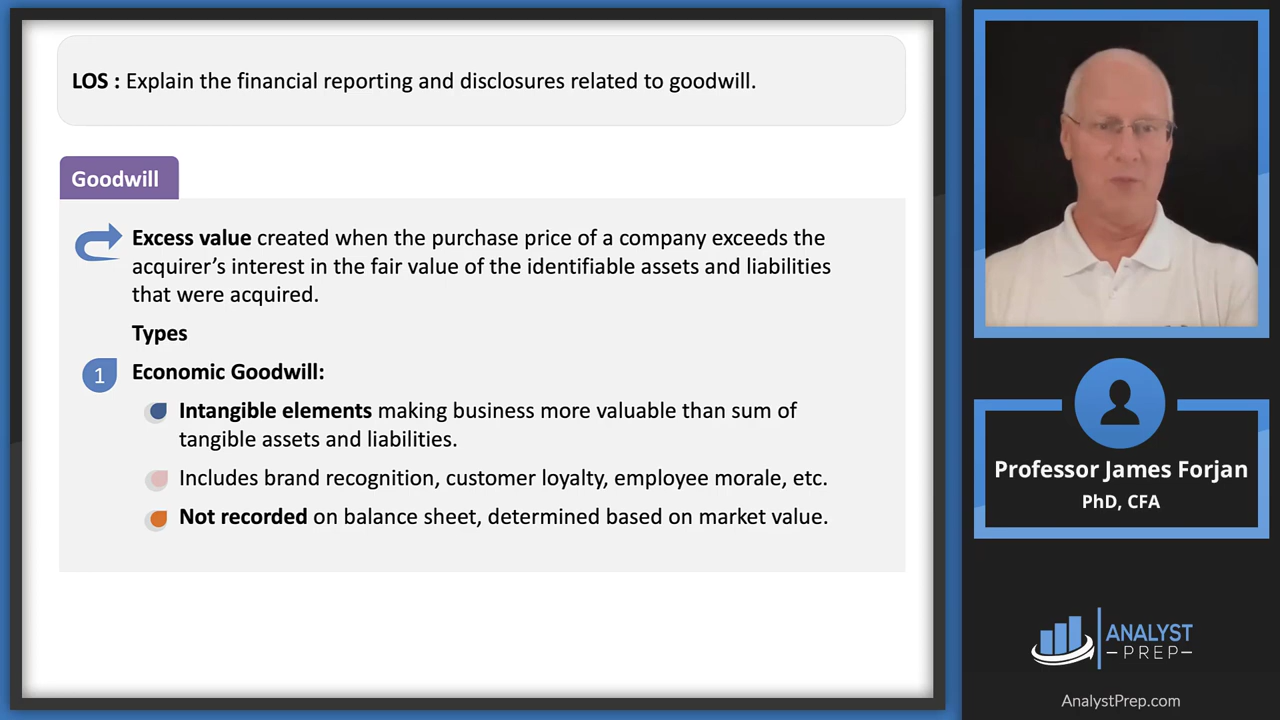 LOS : Explain the financial reporting and disclosures related to goodwill.
Goodwill
Excess value created when the purchase price of a company exceeds the
acquirer’s interest in the fair value of the identifiable assets and liabilities
that were acquired.
Types
1
Economic Goodwill:
Intangible elements making business more valuable than sum of
tangible assets and liabilities.
Includes brand recognition, customer loyalty, employee morale, etc.
Not recorded on balance sheet, determined based on market value.
Professor James Forjan
PhD, CFA
ANALYST
–PREP–
AnalystPrep.com